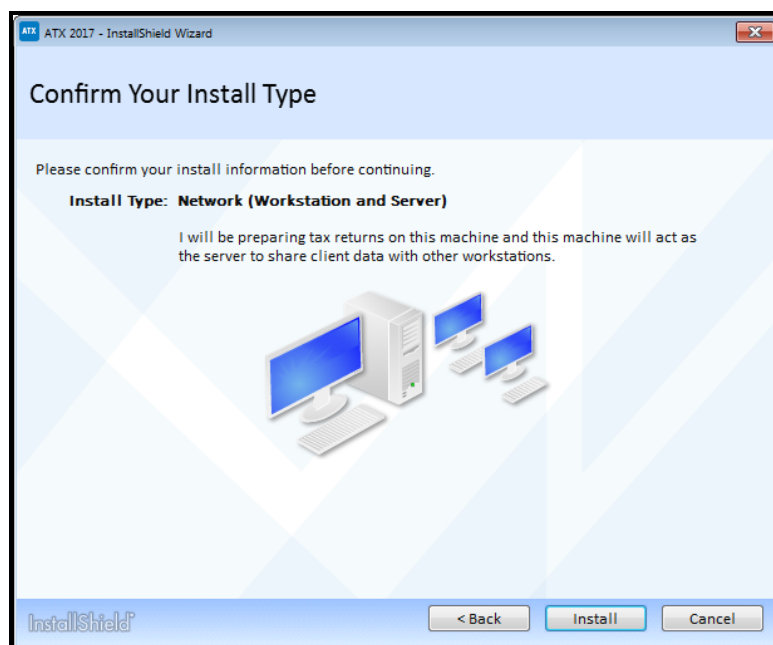 ATX ATX 2017 - InstallShield Wizard
Confirm Your Install Type
Please confirm your install information before continuing.
Install Type: Network (Workstation and Server)
I will be preparing tax returns on this machine and this machine will act as
the server to share client data with other workstations.
InstallShield
< Back Install Cancel